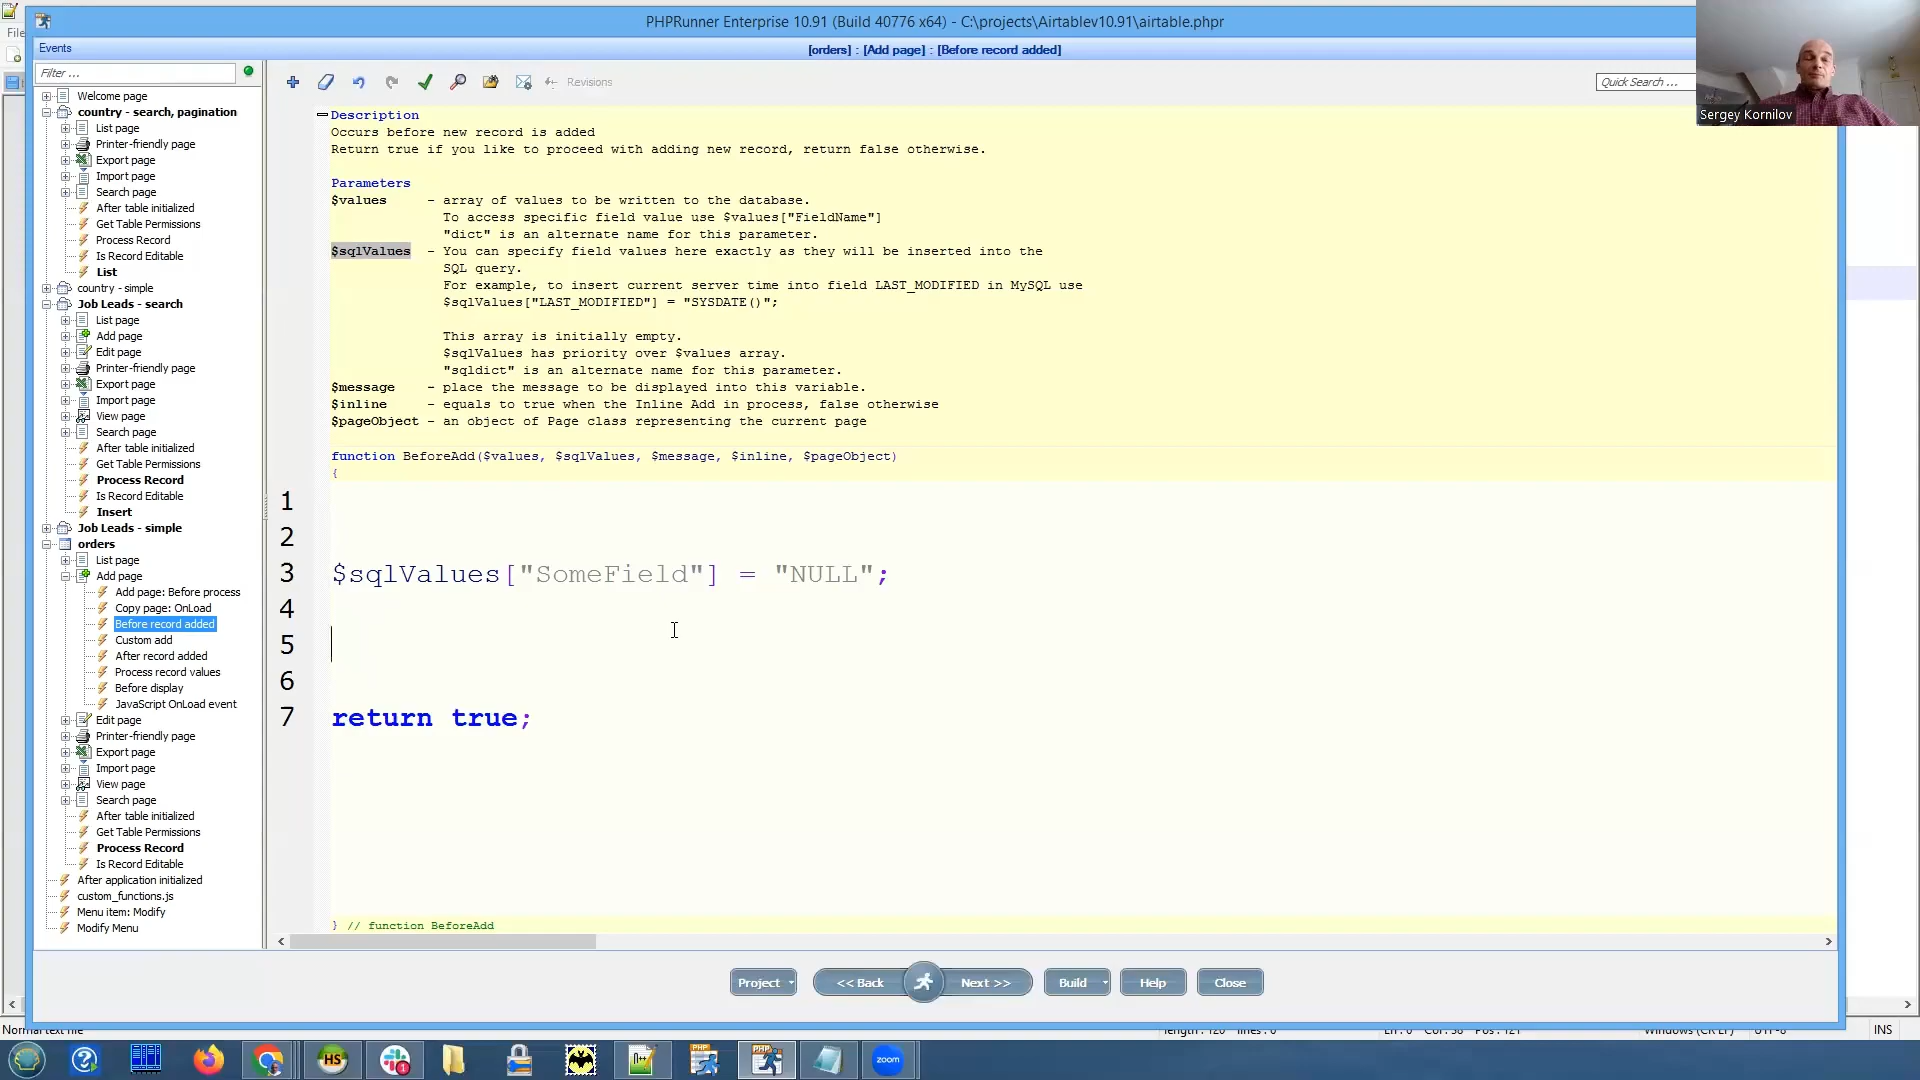 PHPRunner Enterprise 10.91 (Build 40776 x64) - C:\projects\Airtablev10.91\airtable.phpr
File
Events
[orders] : [Add page] : [Before record added]
Filter ...
Revisions
Quick Search ...
Sergey Kornilov
Welcome page
country - search, pagination
List page
Printer-friendly page
Export page
Import page
Search page
After table initialized
Get Table Permissions
Process Record
Is Record Editable
List
country - simple
Job Leads - search
List page
Add page
Edit page
Printer-friendly page
Export page
Import page
View page
Search page
After table initialized
Get Table Permissions
Process Record
Is Record Editable
Insert
Job Leads - simple
orders
List page
Add page
Add page: Before process
Copy page: OnLoad
Before record added
Custom add
After record added
Process record values
Before display
JavaScript OnLoad event
Edit page
Printer-friendly page
Export page
Import page
View page
Search page
After table initialized
Get Table Permissions
Process Record
Is Record Editable
After application initialized
custom_functions.js
Menu item: Modify
Modify Menu
Description
Occurs before new record is added
Return true if you like to proceed with adding new record, return false otherwise.
Parameters
$values - array of values to be written to the database.
To access specific field value use $values["FieldName"]
"dict" is an alternate name for this parameter.
$sqlValues - You can specify field values here exactly as they will be inserted into the
SQL query.
For example, to insert current server time into field LAST_MODIFIED in MySQL use
$sqlValues["LAST_MODIFIED"] = "SYSDATE()";
This array is initially empty.
$sqlValues has priority over $values array.
"sqldict" is an alternate name for this parameter.
$message - place the message to be displayed into this variable.
$inline - equals to true when the Inline Add in process, false otherwise
$pageObject - an object of Page class representing the current page
function BeforeAdd($values, $sqlValues, $message, $inline, $pageObject)
{
1
2
3 $sqlValues["SomeField"] = "NULL";
4
5
6
7 return true;
} // function BeforeAdd
Project
<< Back
Next >>
Build
Help
Close
Normal text file
INS
HS
PHP
PHP
zoom